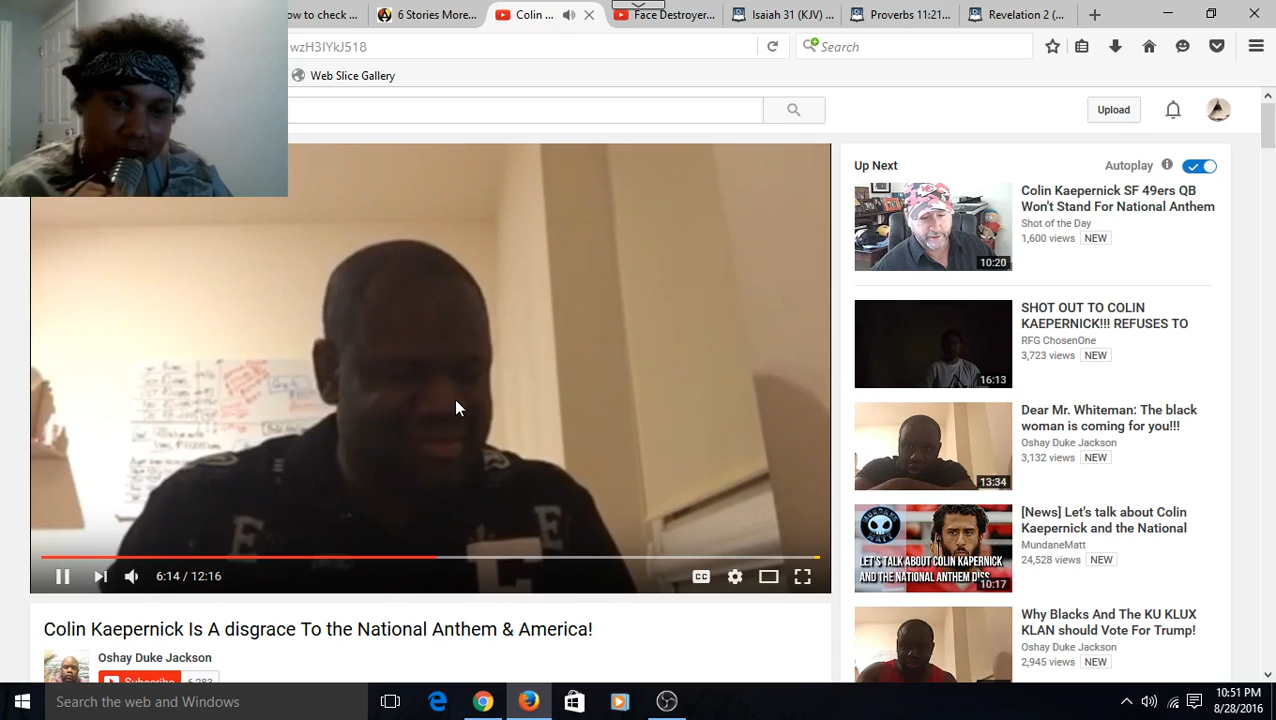 how to check ...
6 Stories More...
Colin ...
Face Destroyer...
Isaiah 31 (KJV) ...
Proverbs 11:21...
Revelation 2 (...
wzH3IYkJ518
Search
Web Slice Gallery
Upload
Up Next
Autoplay
Colin Kaepernick SF 49ers QB
Won't Stand For National Anthem
Shot of the Day
1,600 views NEW
10:20
SHOT OUT TO COLIN
KAEPERNICK!!! REFUSES TO
RFG ChosenOne
3,723 views NEW
16:13
Dear Mr. Whiteman: The black
woman is coming for you!!!
Oshay Duke Jackson
3,132 views NEW
13:34
[News] Let's talk about Colin
Kaepernick and the National
MundaneMatt
24,528 views NEW
LET'S TALK ABOUT COLIN KAPERNICK
AND THE NATIONAL ANTHEM DISS...
10:17
Why Blacks And The KU KLUX
KLAN should Vote For Trump!
Oshay Duke Jackson
2,945 views NEW
6:14 / 12:16
CC
Colin Kaepernick Is A disgrace To the National Anthem & America!
Oshay Duke Jackson
Subscribe 6,283
Search the web and Windows
10:51 PM
8/28/2016